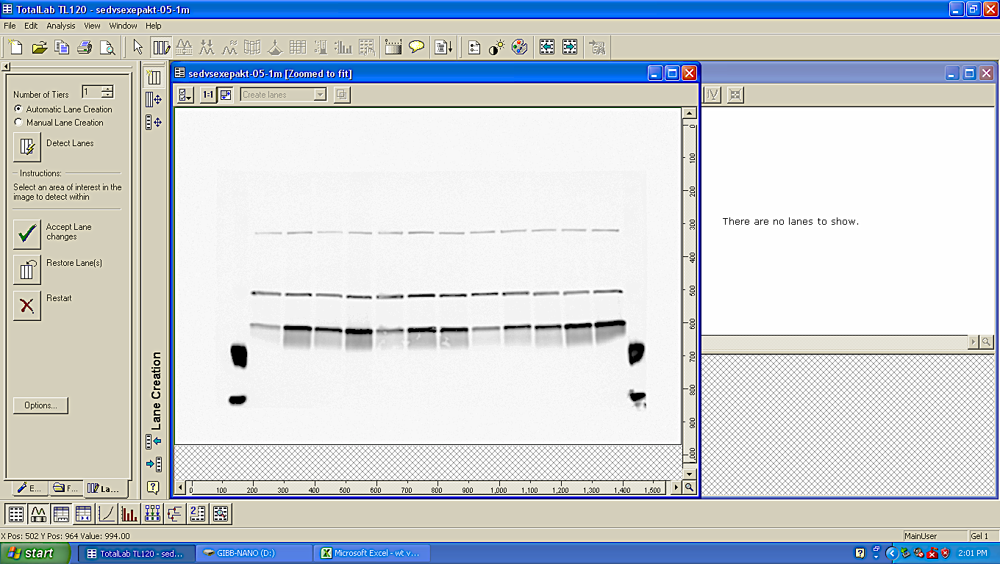 TotalLab TL120 - sedvsexepakt-05-1m
File Edit Analysis View Window Help
Number of Tiers 1
Automatic Lane Creation
Manual Lane Creation
Detect Lanes
Instructions:
Select an area of interest in the
image to detect within
Accept Lane
changes
Restore Lane(s)
Restart
Options...
E... F... La...
Lane Creation
sedvsexepakt-05-1m [Zoomed to fit]
1:1 Create lanes
0
100
200
300
400
500
600
700
800
900
1,000
0 100 200 300 400 500 600 700 800 900 1,000 1,100 1,200 1,300 1,400 1,500
There are no lanes to show.
X Pos: 502 Y Pos: 964 Value: 994.00
MainUser Gel 1
start TotalLab TL120 - sed... GIBB-NANO (D:) Microsoft Excel - wt v... 2:01 PM